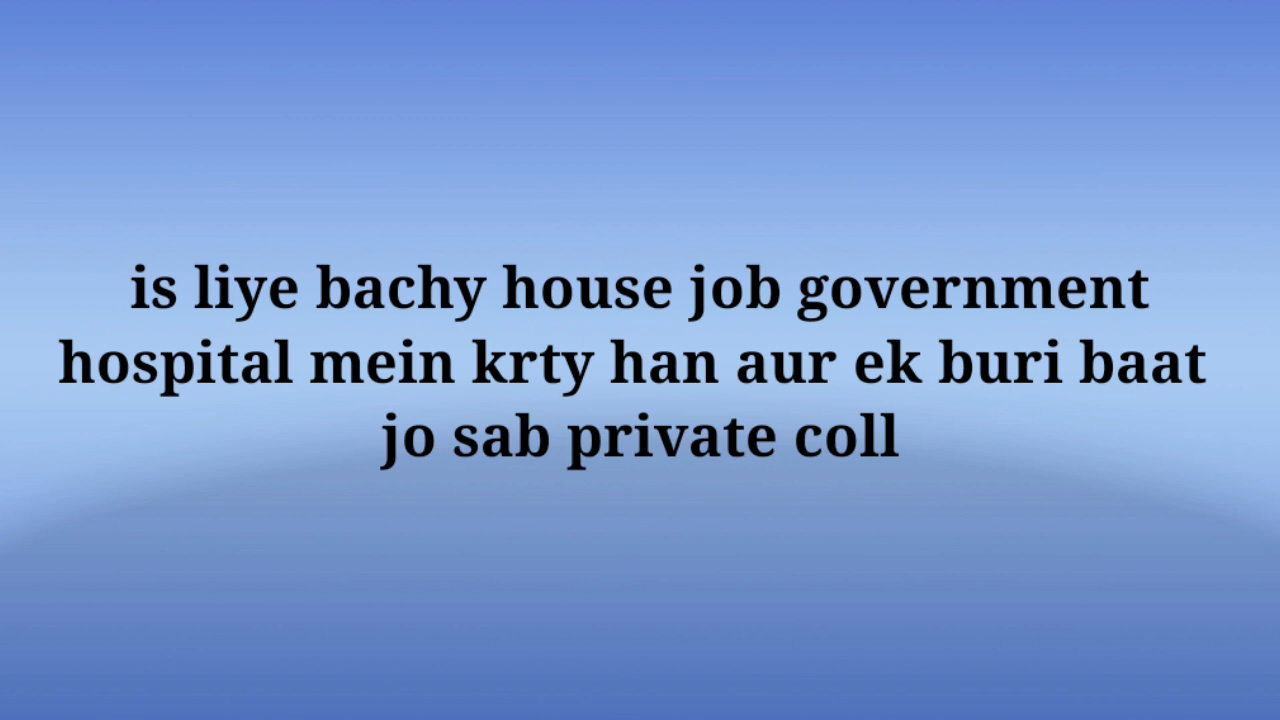 is liye bachy house job government
hospital mein krty han aur ek buri baat
jo sab private coll